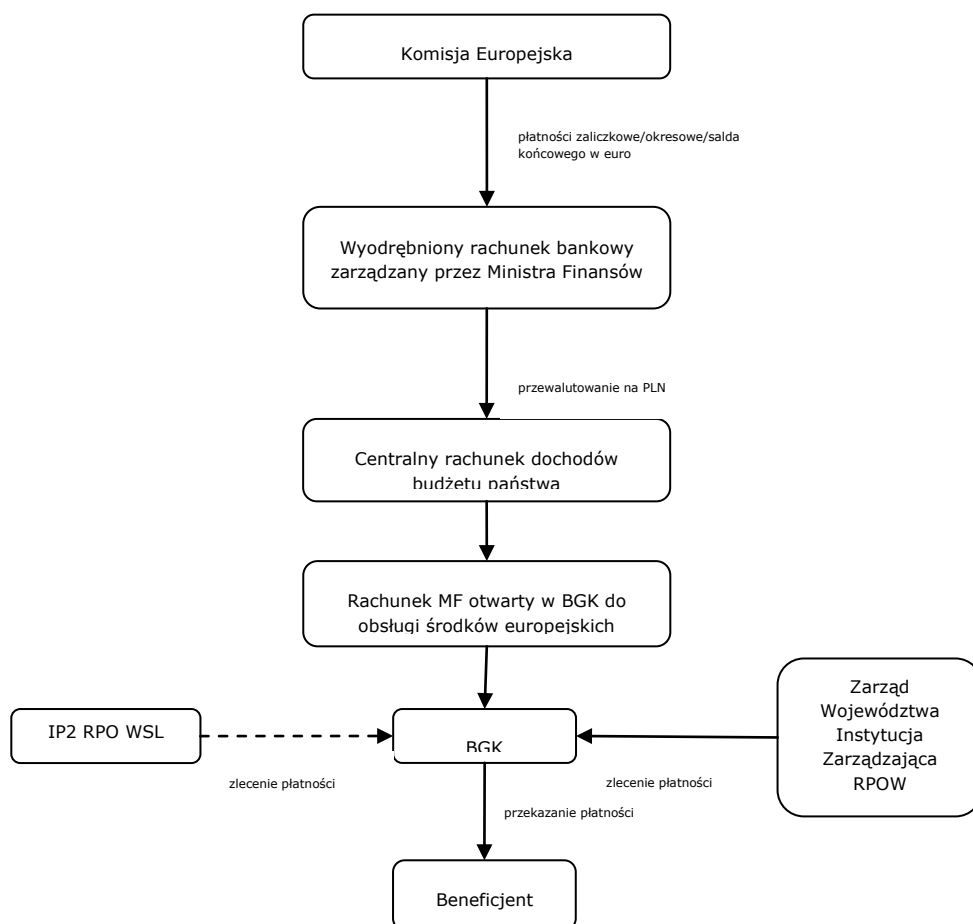 Komisja Europejska
płatności zaliczkowe/okresowe/salda
końcowego w euro
Wyodrębniony rachunek bankowy
zarządzany przez Ministra Finansów
przewalutowanie na PLN
Centralny rachunek dochodów
budżetu państwa
Rachunek MF otwarty w BGK do
obsługi środków europejskich
IP2 RPO WSL
zlecenie płatności
BGK
zlecenie płatności
Zarząd
Województwa
Instytucja
Zarządzająca
RPOW
przekazanie płatności
Beneficjent